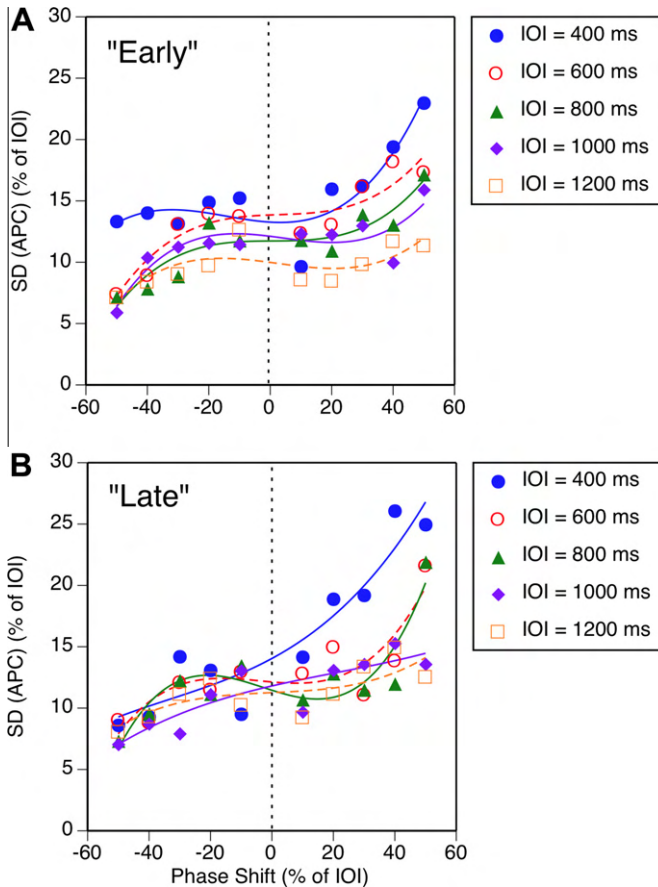 A
"Early"
SD (APC) (% of IOI)
30
25
20
15
10
5
0
-60 -40 -20 0 20 40 60
IOI = 400 ms
IOI = 600 ms
IOI = 800 ms
IOI = 1000 ms
IOI = 1200 ms
B
"Late"
SD (APC) (% of IOI)
30
25
20
15
10
5
0
-60 -40 -20 0 20 40 60
Phase Shift (% of IOI)
IOI = 400 ms
IOI = 600 ms
IOI = 800 ms
IOI = 1000 ms
IOI = 1200 ms